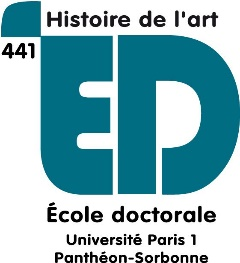 Histoire de l'art
441
ED
École doctorale
Université Paris 1
Panthéon-Sorbonne